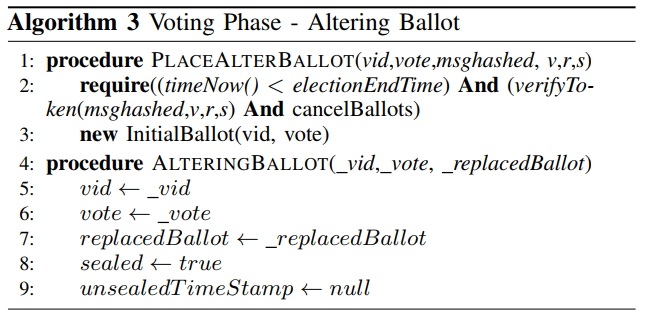 Algorithm 3 Voting Phase - Altering Ballot
1: procedure PLACEALTERBALLOT(vid,vote,msghashed, v,r,s)
2: require((timeNow() < electionEndTime) And (verifyTo-
ken(msghashed,v,r,s) And cancelBallots)
3: new InitialBallot(vid, vote)
4: procedure ALTERINGBALLOT(_vid,_vote, _replacedBallot)
5: vid ← _vid
6: vote ← _vote
7: replacedBallot ← _replacedBallot
8: sealed ← true
9: unsealedTimeStamp ← null